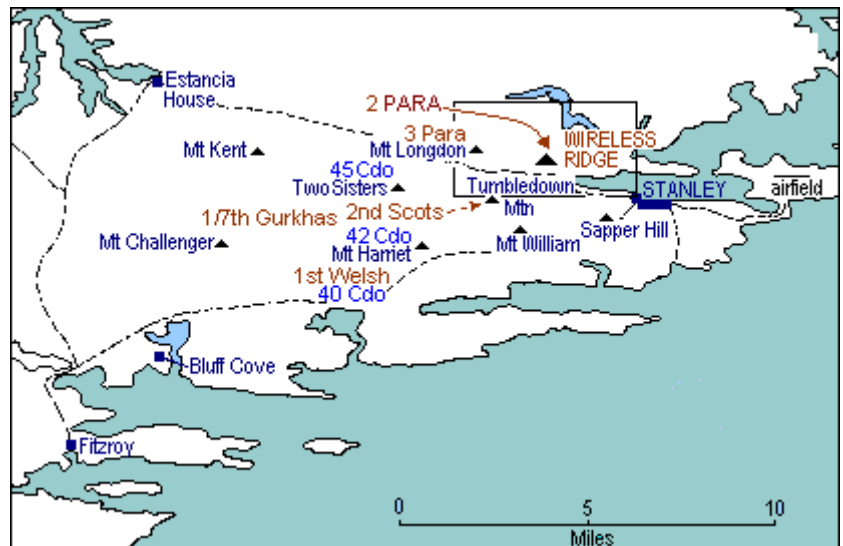 Estancia
House
2 PARA
3 Para
WIRELESS
RIDGE
Mt Kent
Mt Longdon
45 Cdo
Two Sisters
Tumbledown
Mtn
STANLEY
airfield
1/7th Gurkhas
2nd Scots
Mt Challenger
42 Cdo
Mt Harriet
Mt William
Sapper Hill
1st Welsh
40 Cdo
Bluff Cove
Fitzroy
0
5
10
Miles